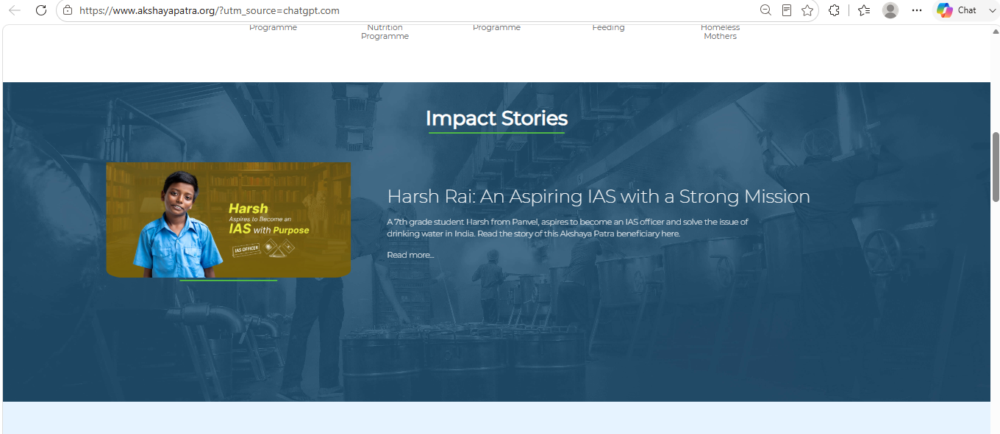 https://www.akshayapatra.org/?utm_source=chatgpt.com
Chat
Programme
Nutrition
Programme
Programme
Feeding
Homeless
Mothers
Impact Stories
Harsh
Aspires to Become an
IAS with Purpose
IAS OFFICER
Harsh Rai: An Aspiring IAS with a Strong Mission
A 7th grade student Harsh from Panvel, aspires to become an IAS officer and solve the issue of
drinking water in India. Read the story of this Akshaya Patra beneficiary here.
Read more...